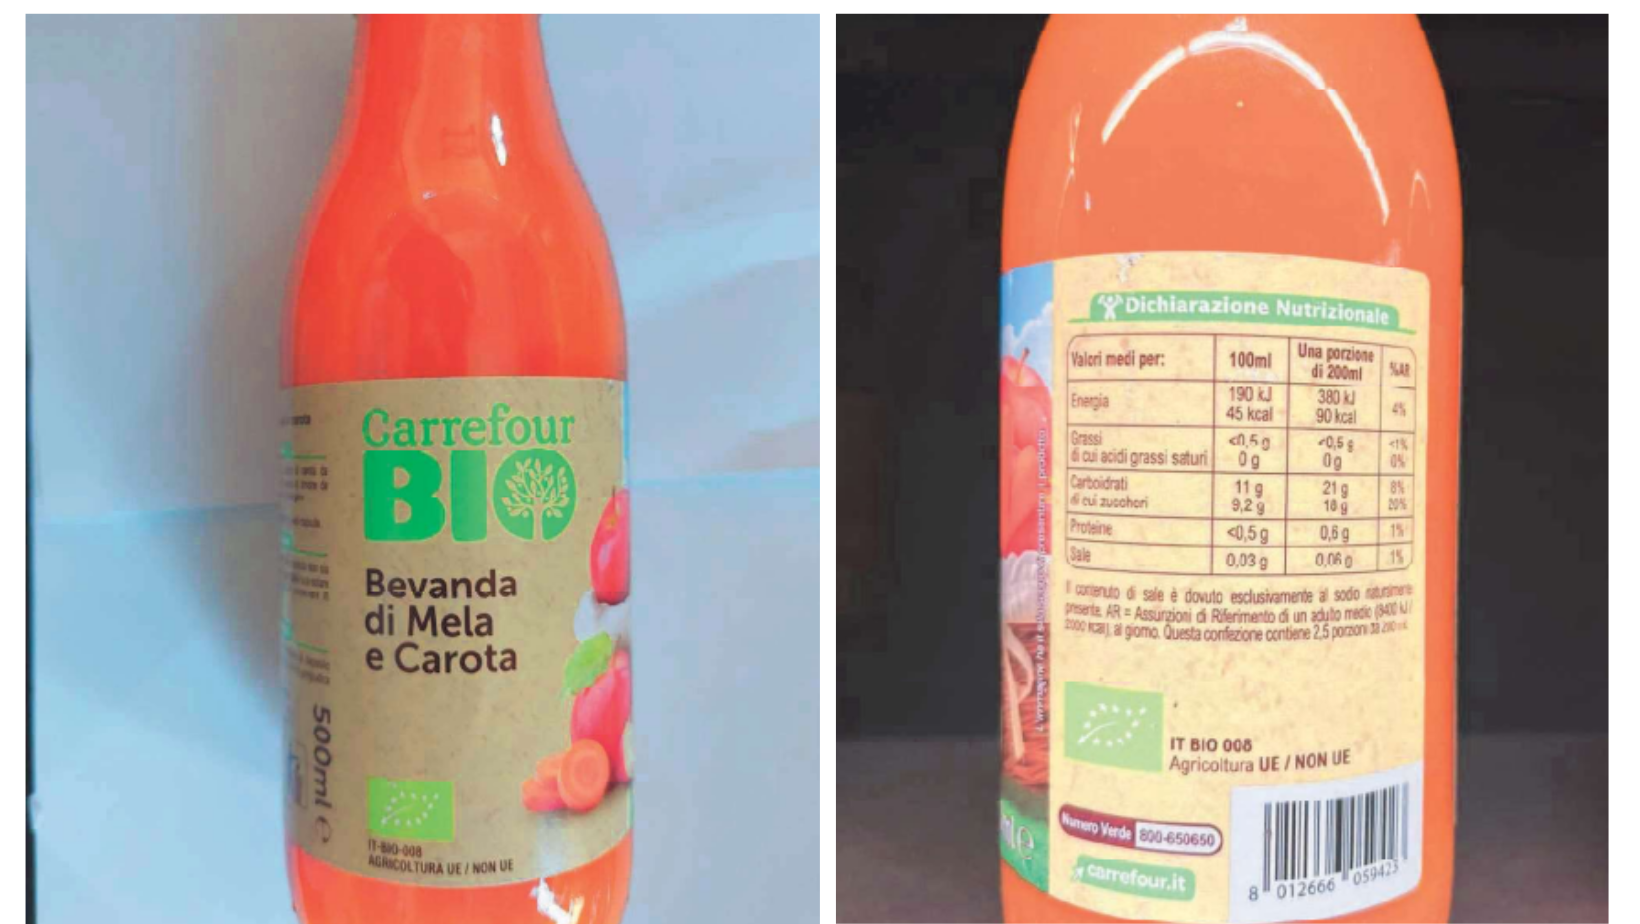 Carrefour
BIO
Bevanda
di Mela
e Carota
500ml e
IT-BIO-008
AGRICOLTURA UE / NON UE
Dichiarazione Nutrizionale
Valori medi per: 100ml Una porzione di 200ml %AR
Energia 190 kJ 380 kJ 4%
45 kcal 90 kcal
Grassi <0,5 g <0,5 g <1%
di cui acidi grassi saturi 0 g 0 g 0%
Carboidrati 11 g 21 g 8%
di cui zuccheri 9,2 g 18 g 20%
Proteine <0,5 g 0,6 g 1%
Sale 0,03 g 0,06 g 1%
Il contenuto di sale è dovuto esclusivamente al sodio naturalmente
presente. AR = Assunzioni di Riferimento di un adulto medio (8400 kJ /
2000 kcal), al giorno. Questa confezione contiene 2,5 porzioni da 200 ml.
IT BIO 008
Agricoltura UE / NON UE
Numero Verde 800-650650
carrefour.it
8 012666 059423